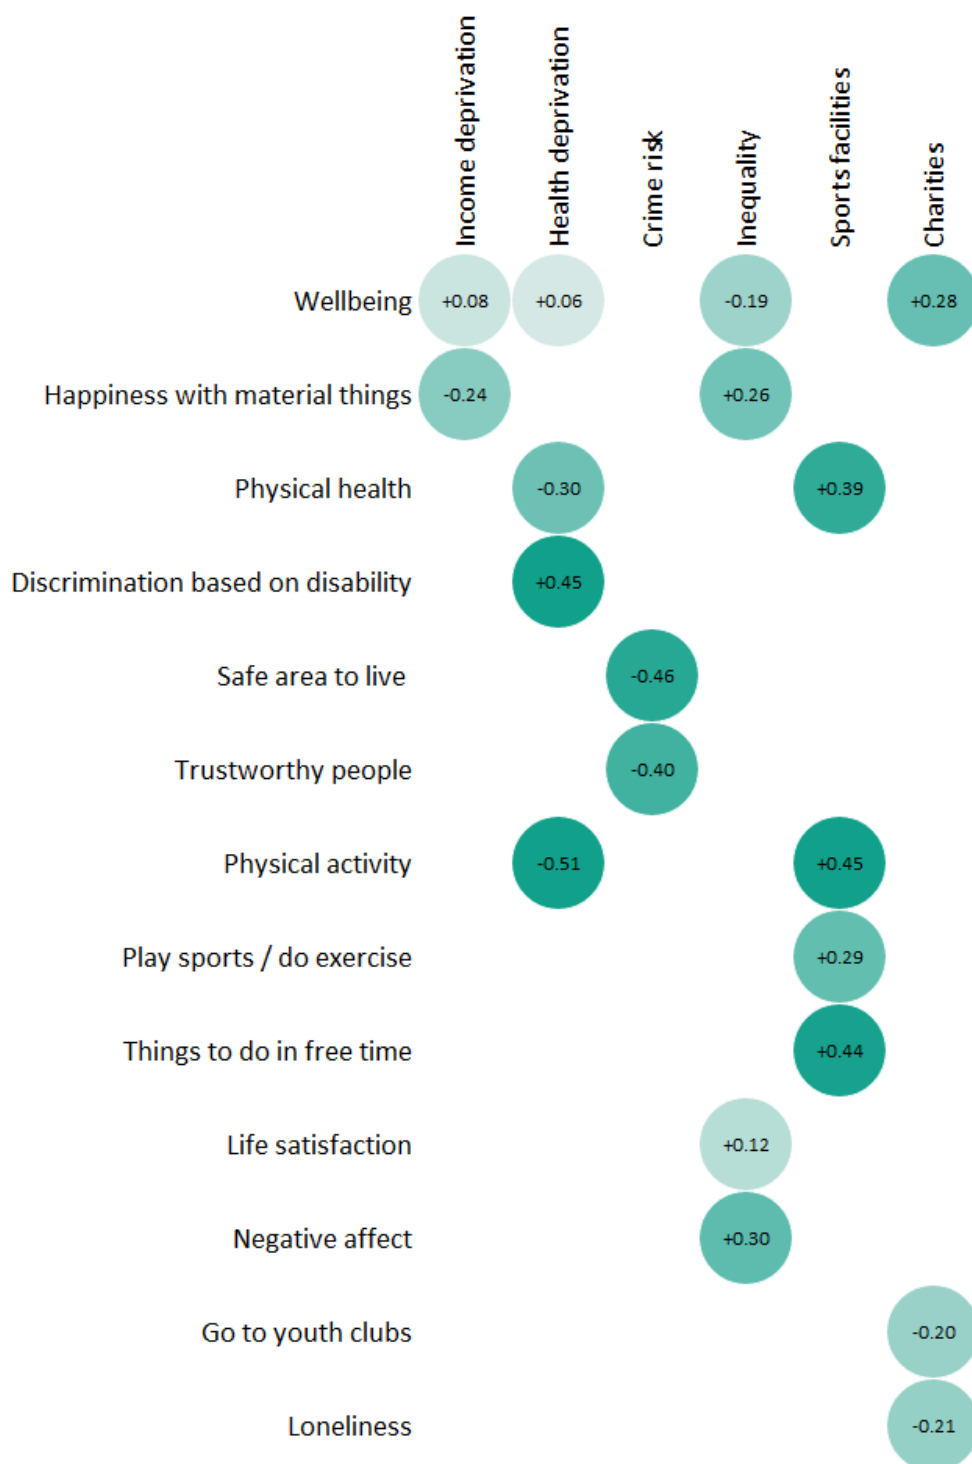 Income deprivation
Health deprivation
Crime risk
Inequality
Sports facilities
Charities
Wellbeing +0.08 +0.06 -0.19 +0.28
Happiness with material things -0.24 +0.26
Physical health -0.30 +0.39
Discrimination based on disability +0.45
Safe area to live -0.46
Trustworthy people -0.40
Physical activity -0.51 +0.45
Play sports / do exercise +0.29
Things to do in free time +0.44
Life satisfaction +0.12
Negative affect +0.30
Go to youth clubs -0.20
Loneliness -0.21